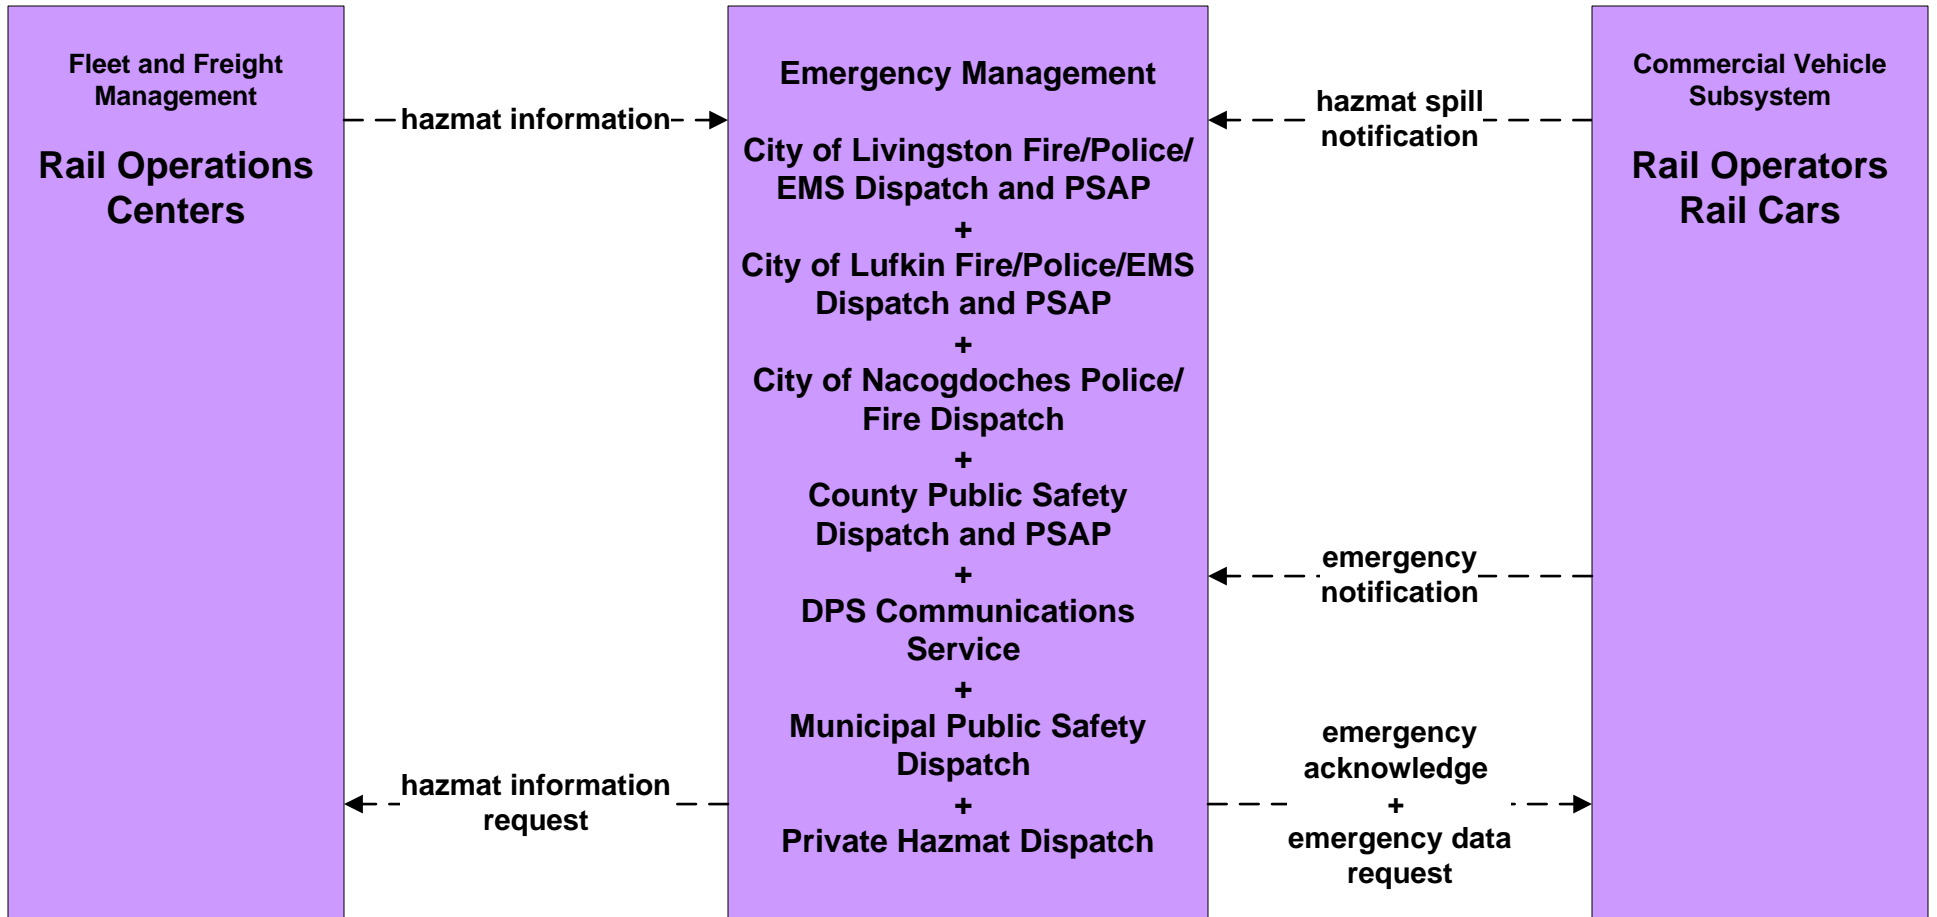 Fleet and Freight
Management
Rail Operations
Centers
hazmat information
hazmat information
request
Emergency Management
City of Livingston Fire/Police/
EMS Dispatch and PSAP
+
City of Lufkin Fire/Police/EMS
Dispatch and PSAP
+
City of Nacogdoches Police/
Fire Dispatch
+
County Public Safety
Dispatch and PSAP
+
DPS Communications
Service
+
Municipal Public Safety
Dispatch
+
Private Hazmat Dispatch
hazmat spill
notification
emergency
notification
emergency
acknowledge
+
emergency data
request
Commercial Vehicle
Subsystem
Rail Operators
Rail Cars